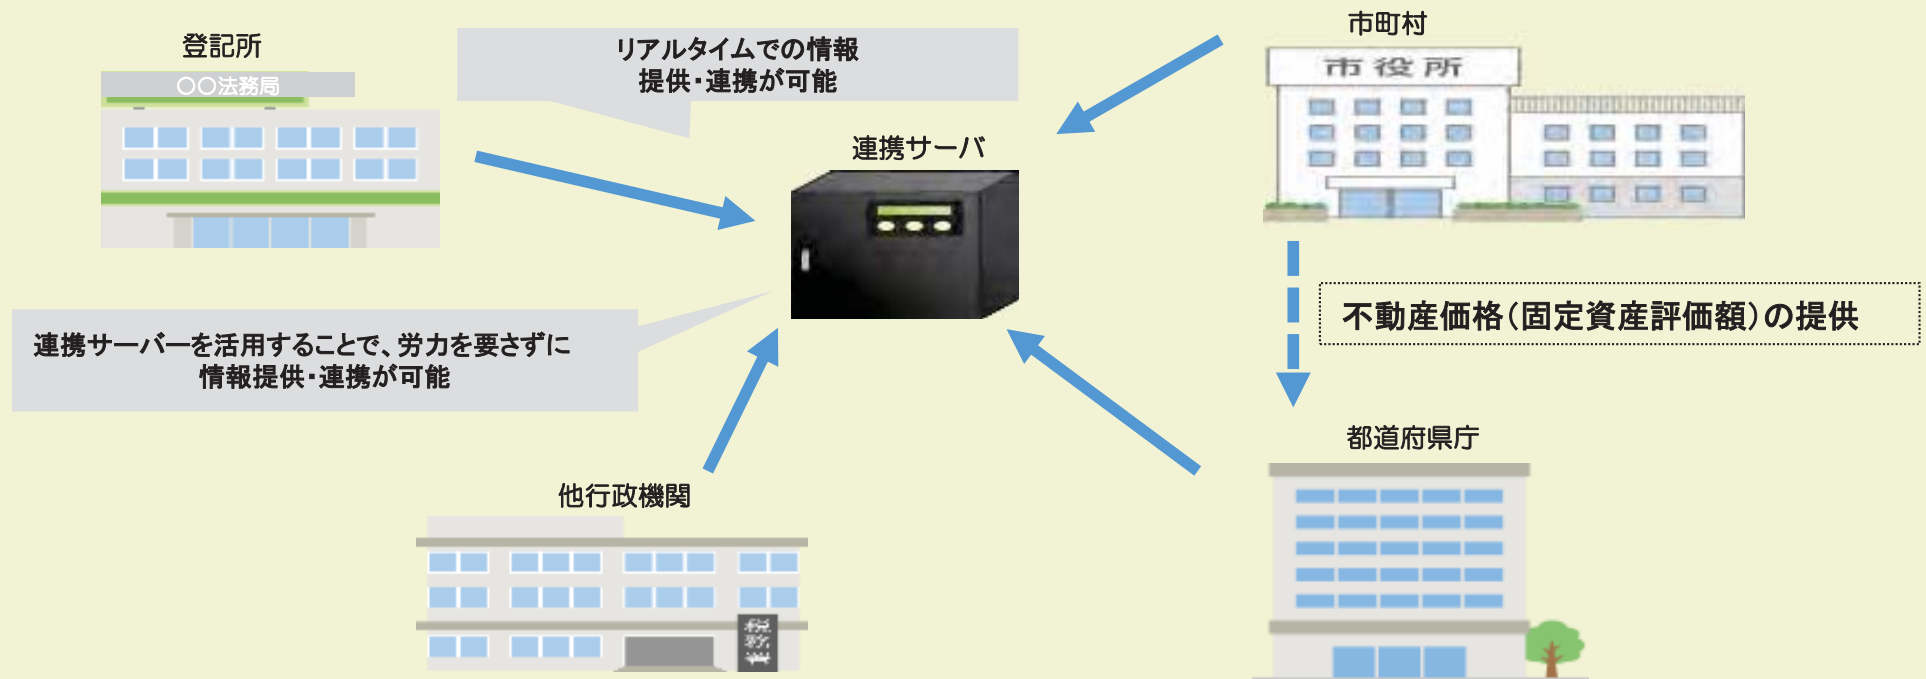 登記所
〇〇法務局
リアルタイムでの情報
提供・連携が可能
市町村
市役所
連携サーバ
連携サーバーを活用することで、労力を要さずに
情報提供・連携が可能
不動産価格(固定資産評価額)の提供
都道府県庁
他行政機関